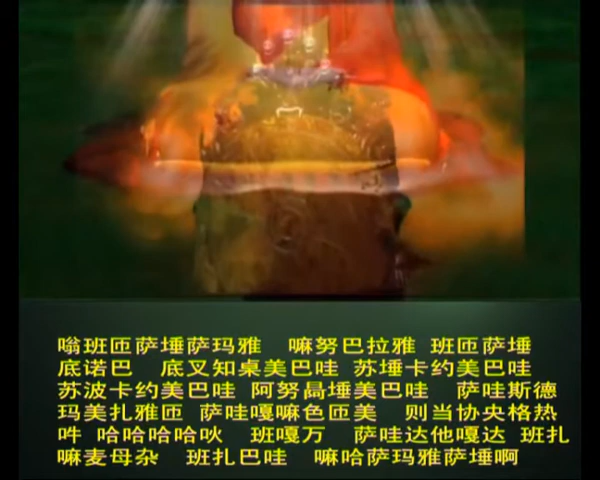 嗡班匝萨埵萨玛雅 嘛努巴拉雅 班匝萨埵
底诺巴 底叉知桌美巴哇 苏埵卡约美巴哇
苏波卡约美巴哇 阿努埵美巴哇 萨哇斯德
玛美扎雅匝 萨哇嘎嘛色匝美 则当协央格热
吽 哈哈哈哈吙 班嘎万 萨哇达他嘎达 班扎
嘛麦母杂 班扎巴哇 嘛哈萨玛雅萨埵啊